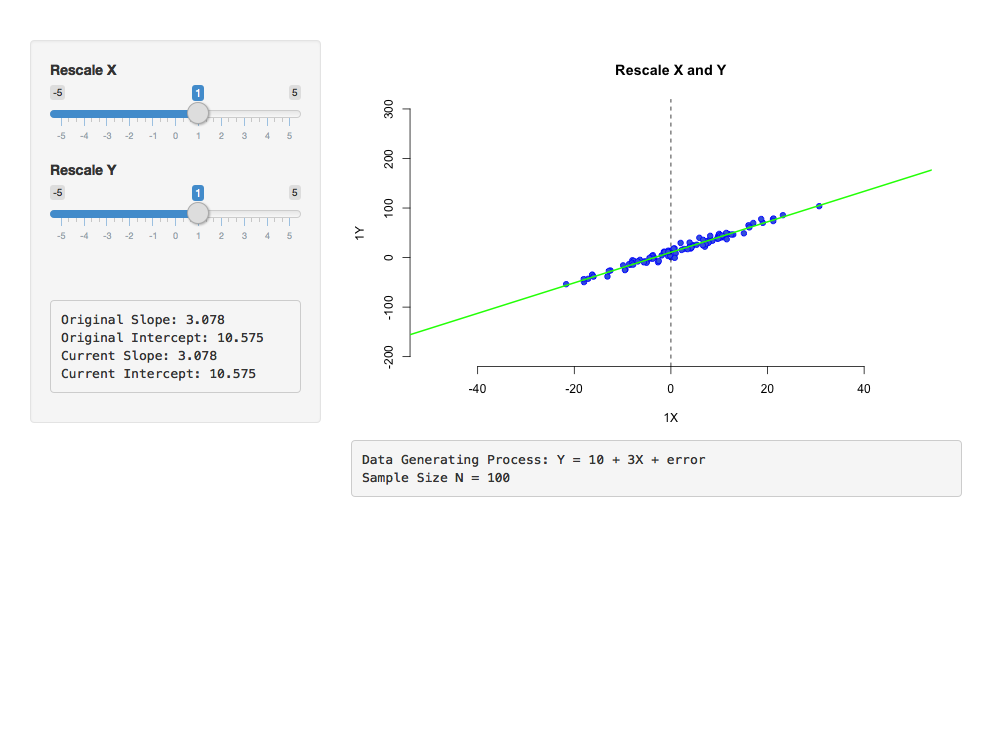 Rescale X
-5 1 5
-5 -4 -3 -2 -1 0 1 2 3 4 5
Rescale Y
-5 1 5
-5 -4 -3 -2 -1 0 1 2 3 4 5
Original Slope: 3.078
Original Intercept: 10.575
Current Slope: 3.078
Current Intercept: 10.575
Rescale X and Y
300
200
100
0
-100
-200
1Y
-40 -20 0 20 40
1X
Data Generating Process: Y = 10 + 3X + error
Sample Size N = 100